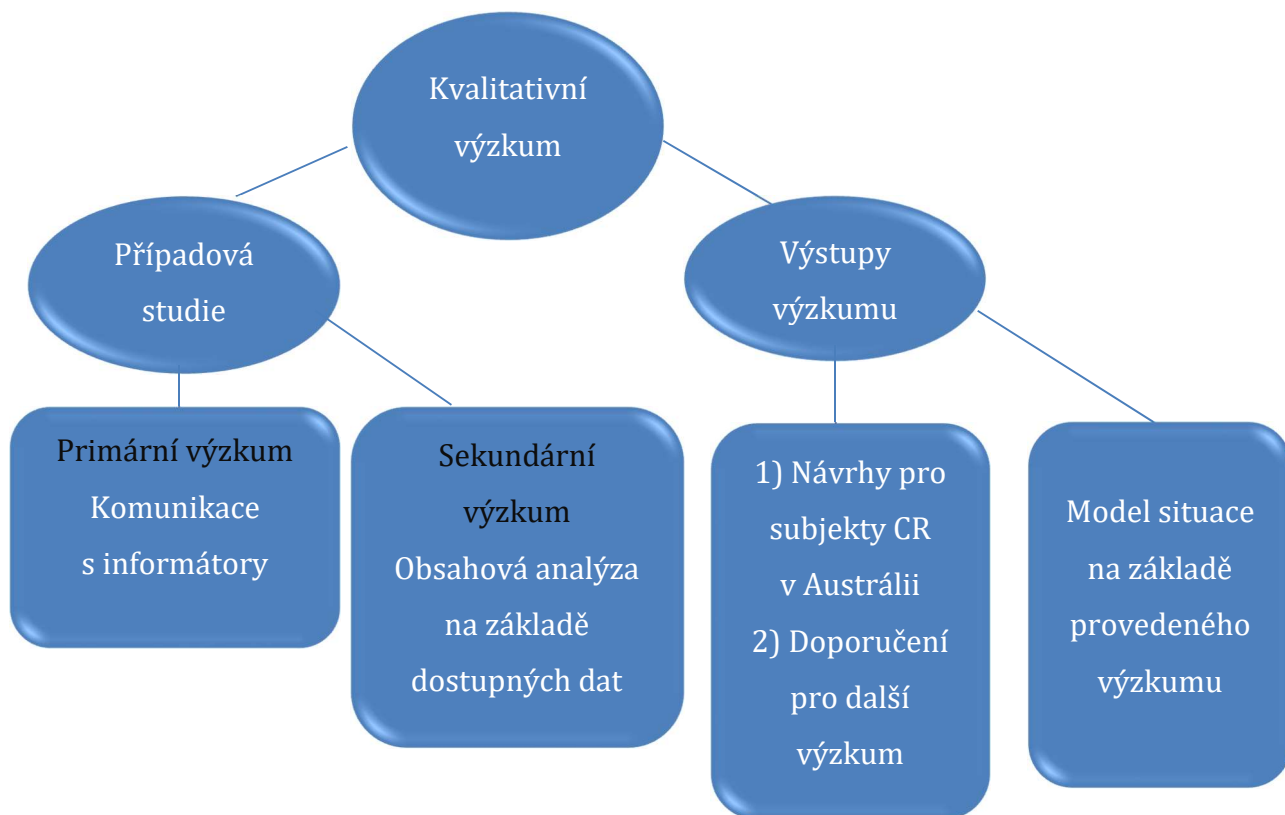 Kvalitativní
výzkum
Případová
studie
Výstupy
výzkumu
Primární výzkum
Komunikace
s informátory
Sekundární
výzkum
Obsahová analýza
na základě
dostupných dat
1) Návrhy pro
subjekty CR
v Austrálii
2) Doporučení
pro další
výzkum
Model situace
na základě
provedeného
výzkumu